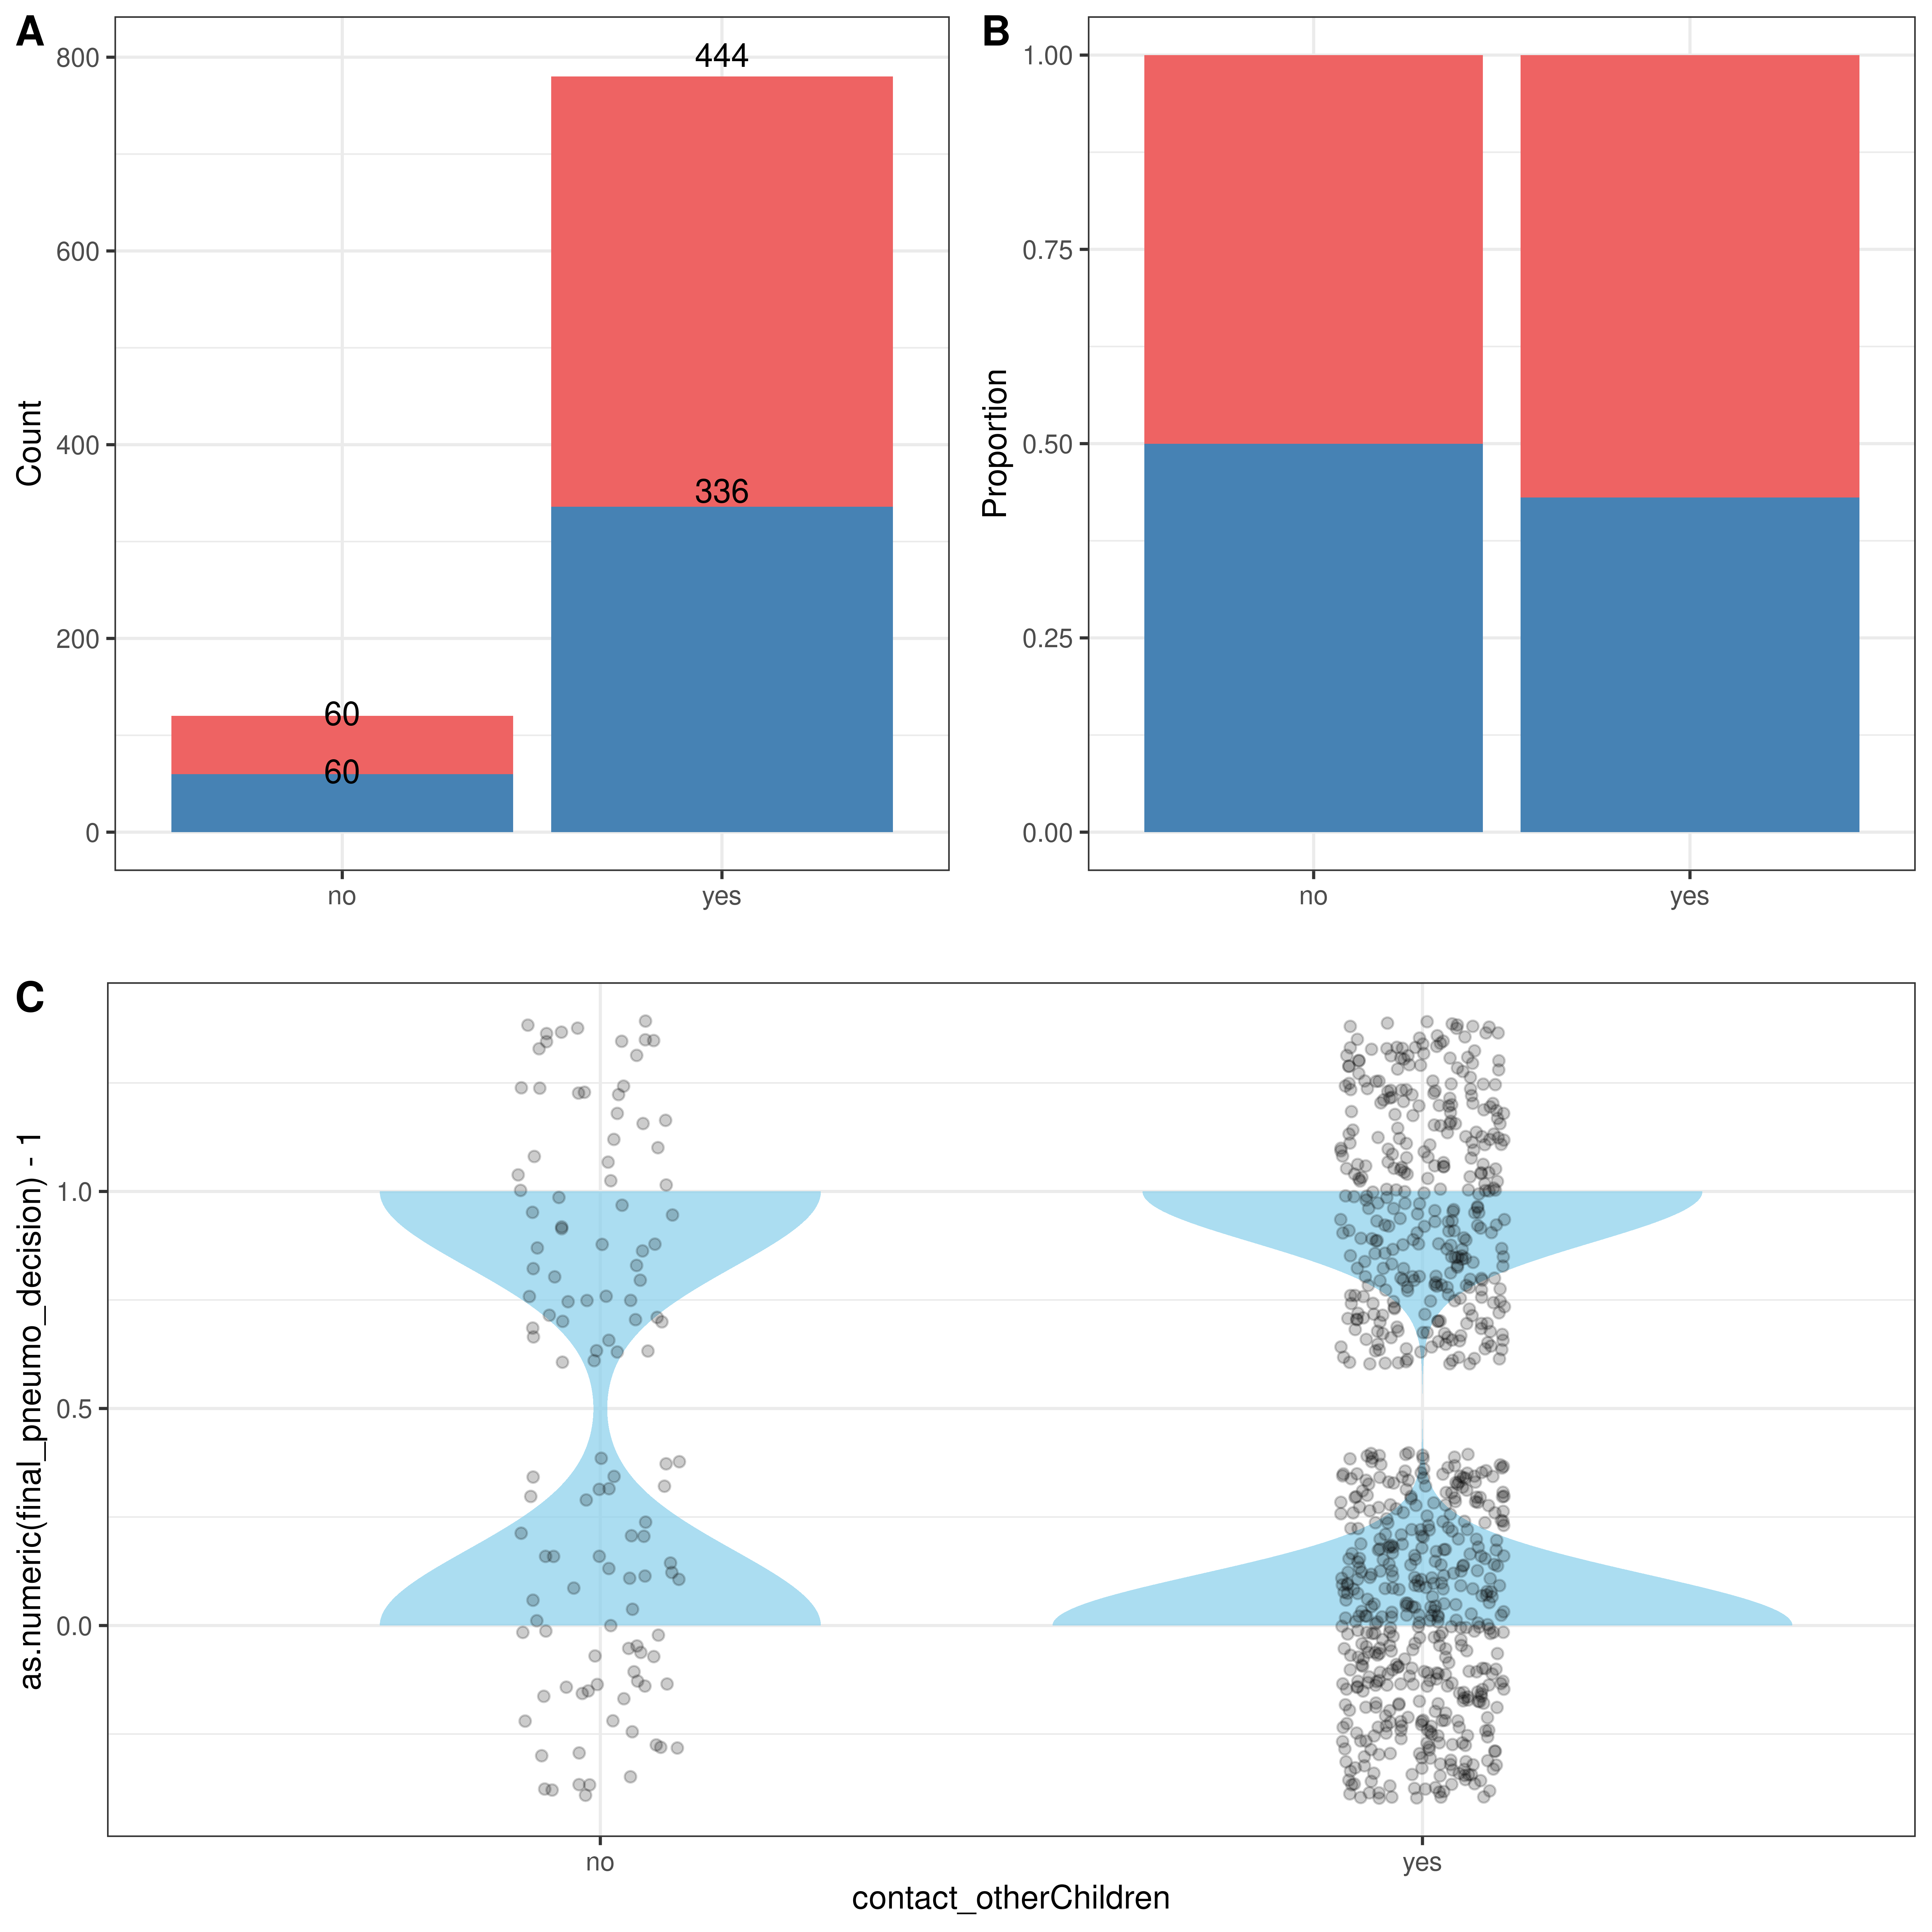 A
800
600
400
200
0
Count
444
336
60
60
no yes
B
1.00
0.75
0.50
0.25
0.00
Proportion
no yes
C
1.0
0.5
0.0
as.numeric(final_pneumo_decision) - 1
no yes
contact_otherChildren